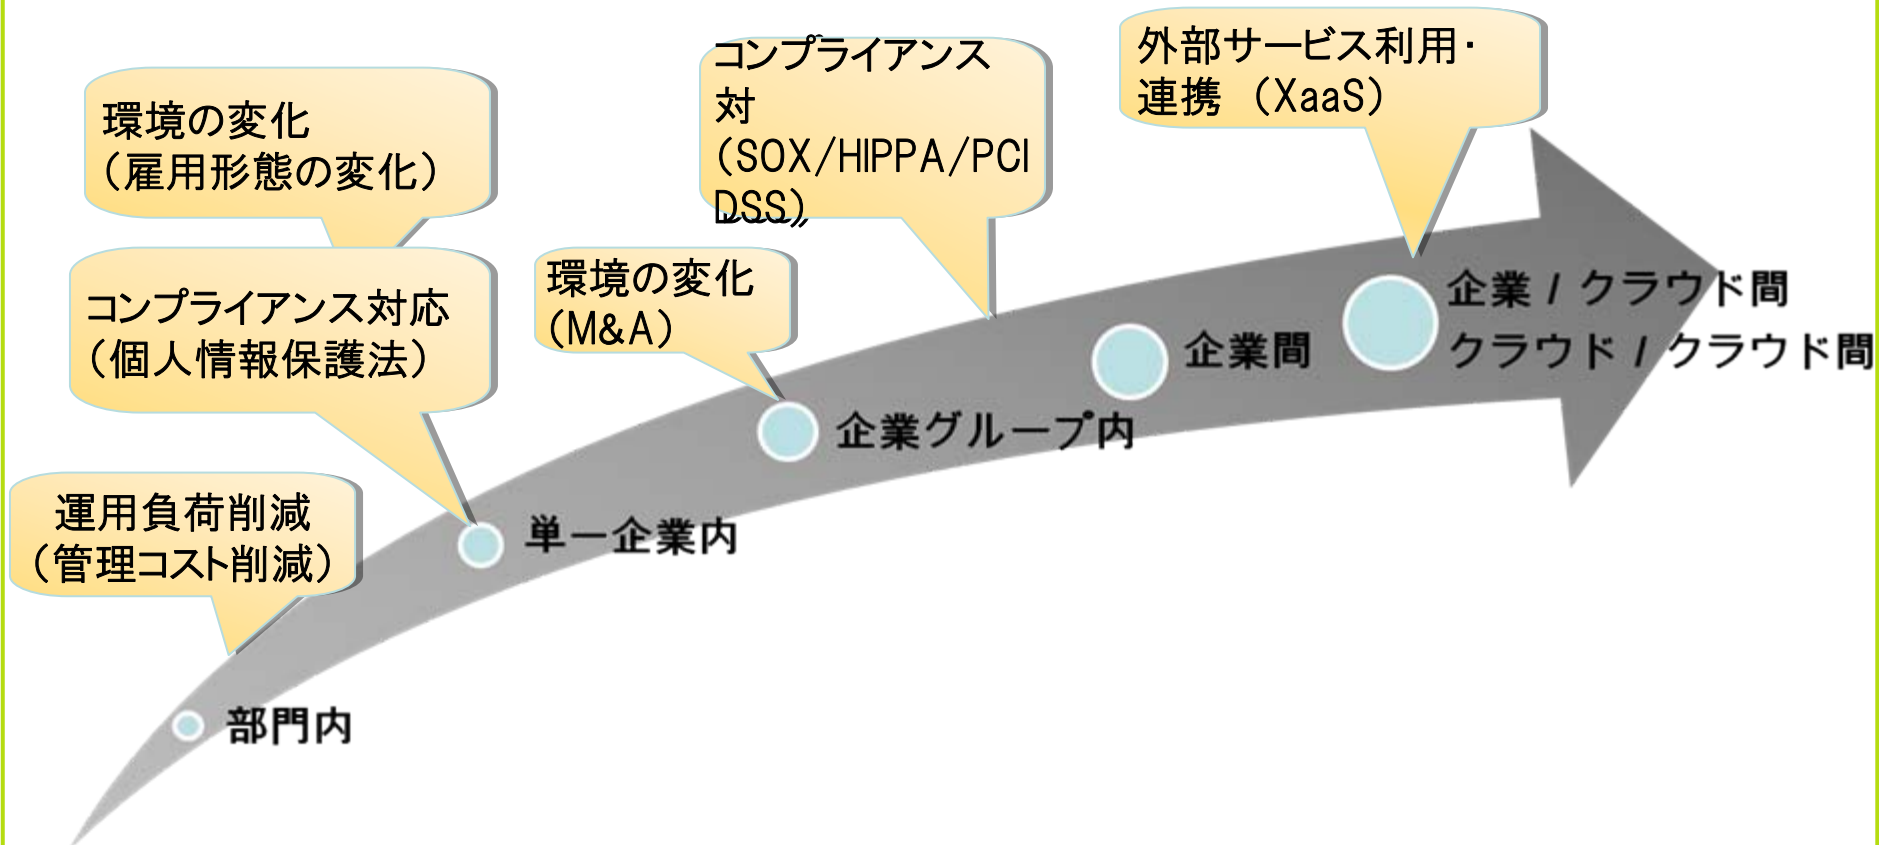 環境の変化
（雇用形態の変化）
コンプライアンス対応
（個人情報保護法）
運用負荷削減
（管理コスト削減）
環境の変化
（M&A）
コンプライアンス
対
（SOX/HIPPA/PCI
DSS）
外部サービス利用・
連携　（XaaS）
部門内
単一企業内
企業グループ内
企業間
企業 / クラウド間
クラウド / クラウド間